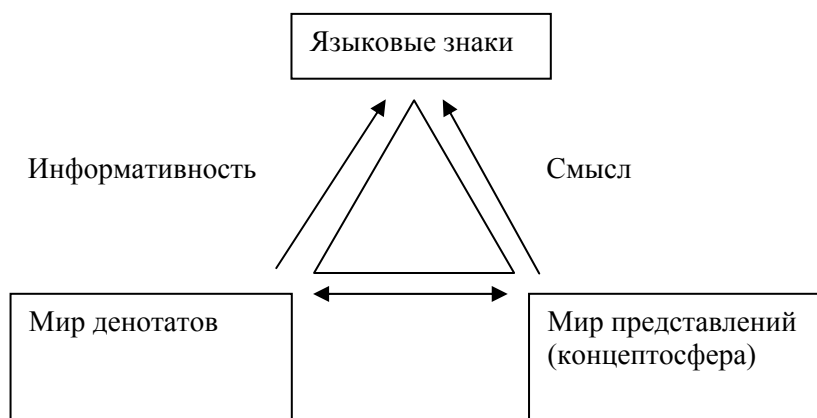 Языковые знаки
Информативность
Смысл
Мир денотатов
Мир представлений
(концептосфера)